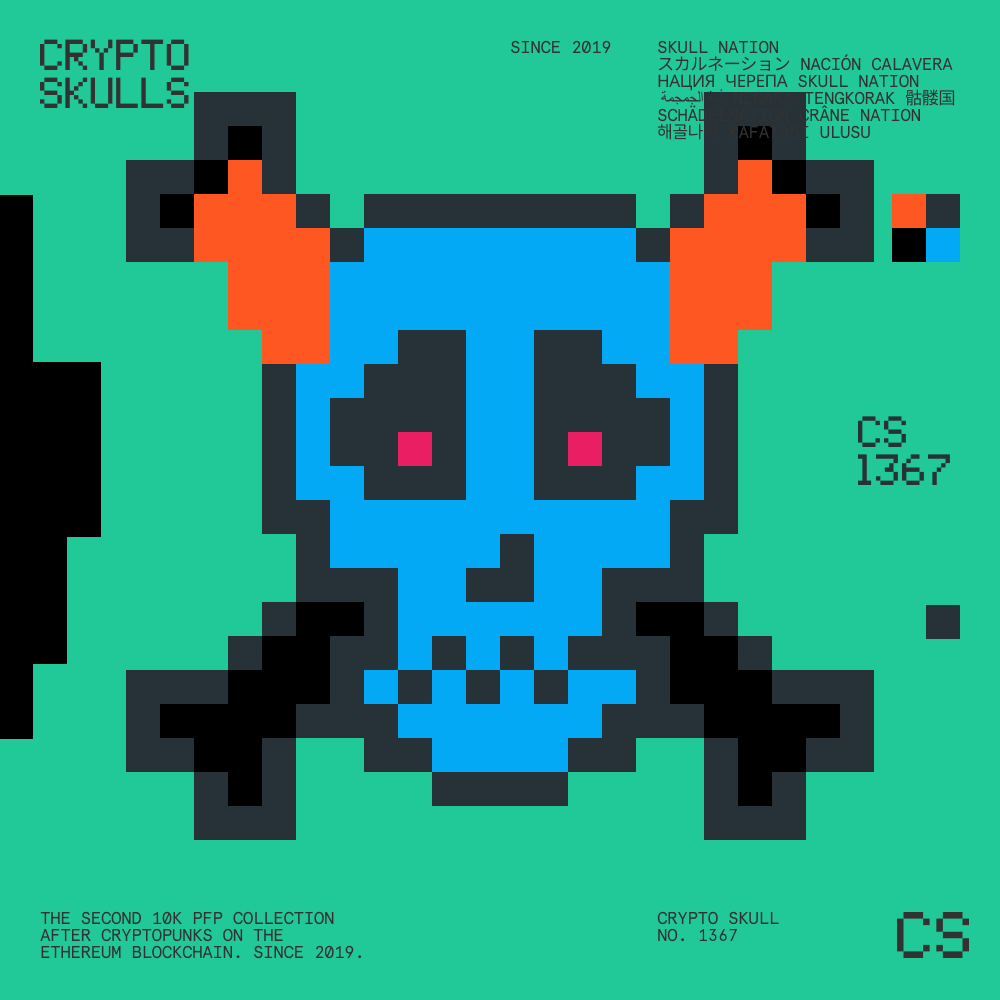 CRYPTO
SKULLS
SINCE 2019
SKULL NATION
スカルネーション NACIÓN CALAVERA
НАЦИЯ ЧЕРЕПА SKULL NATION
الجمجمة TENGKORAK 骷髅国
CRÂNE NATION
ULUSU
CS
1367
THE SECOND 10K PFP COLLECTION
AFTER CRYPTOPUNKS ON THE
ETHEREUM BLOCKCHAIN. SINCE 2019.
CRYPTO SKULL
NO. 1367
CS